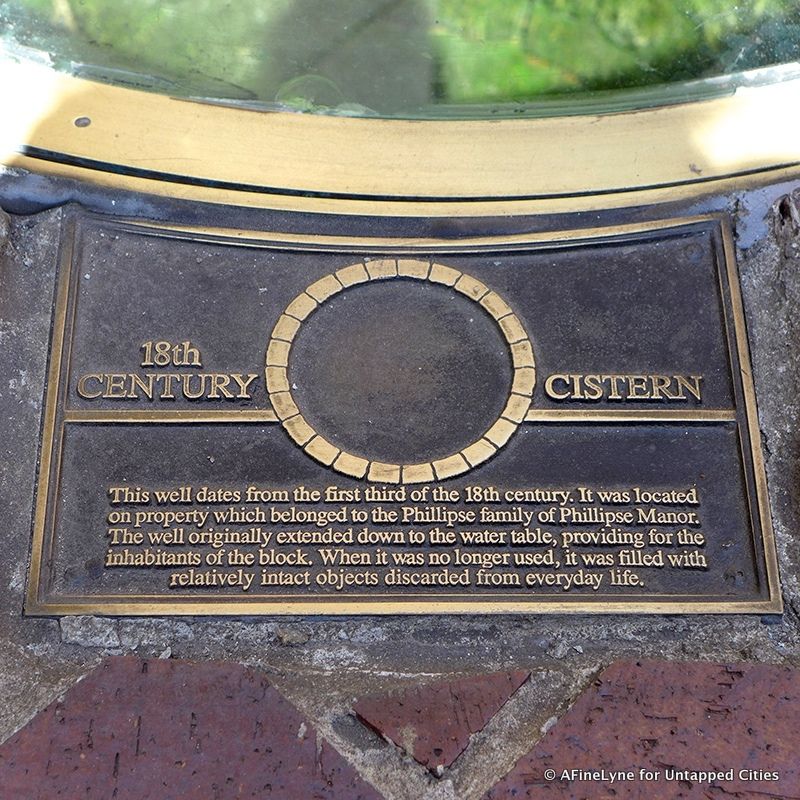 18th
CENTURY CISTERN
This well dates from the first third of the 18th century. It was located
on property which belonged to the Phillipse family of Phillipse Manor.
The well originally extended down to the water table, providing for the
inhabitants of the block. When it was no longer used, it was filled with
relatively intact objects discarded from everyday life.
© AFineLyne for Untapped Cities